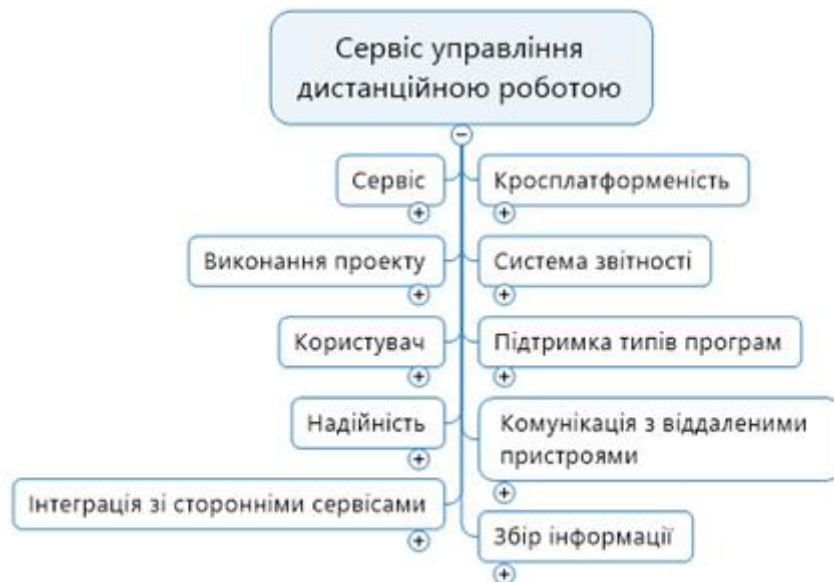 Сервіс управління
дистанційною роботою
Сервіс
Кросплатформеність
Виконання проекту
Система звітності
Користувач
Підтримка типів програм
Надійність
Комунікація з віддаленими
пристроями
Інтеграція зі сторонніми сервісами
Збір інформації